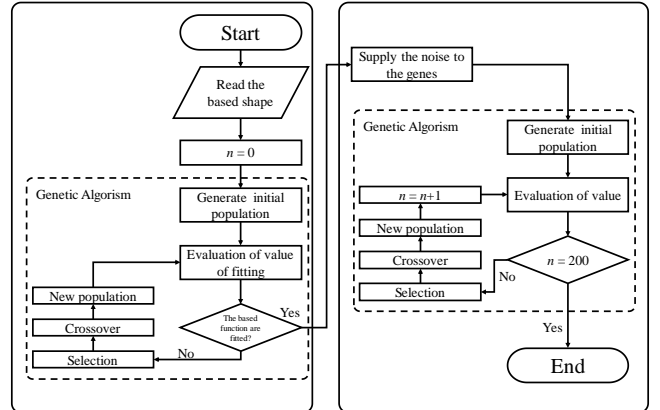 Start
Read the
based shape
n = 0
Genetic Algorism
Generate initial
population
Evaluation of value
of fitting
New population
Crossover
Selection
The based
function are
fitted?
Yes
No
Supply the noise to
the genes
Genetic Algorism
Generate initial
population
Evaluation of value
n = n+1
New population
Crossover
Selection
n = 200
No
Yes
End